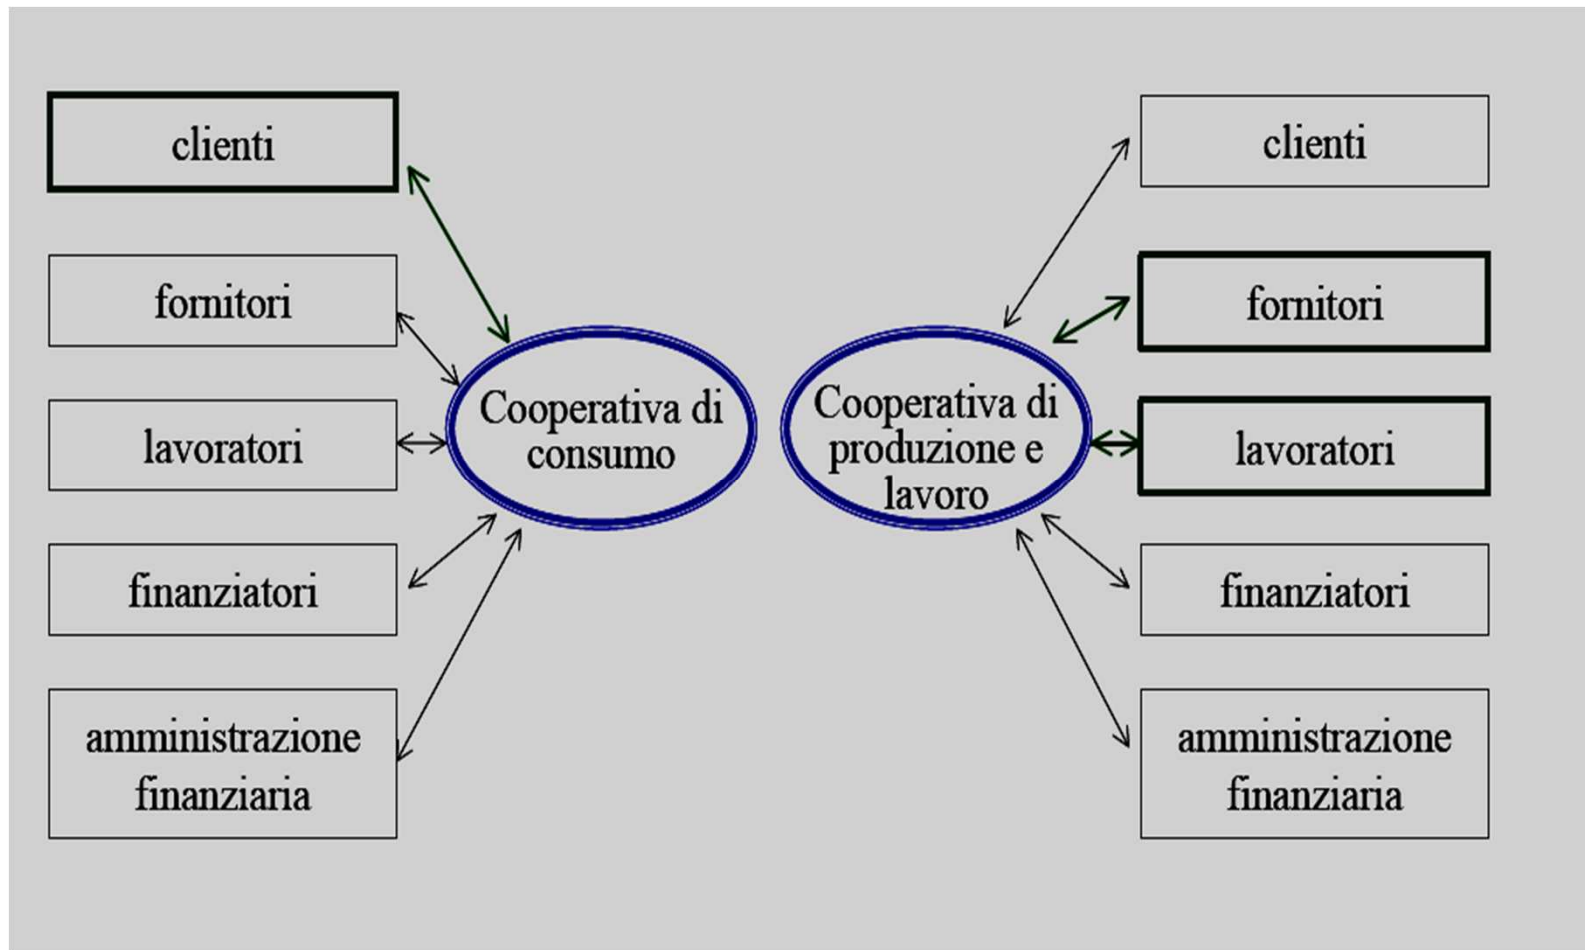 clienti
fornitori
lavoratori
finanziatori
amministrazione
finanziaria
Cooperativa di
consumo
Cooperativa di
produzione e
lavoro
clienti
fornitori
lavoratori
finanziatori
amministrazione
finanziaria